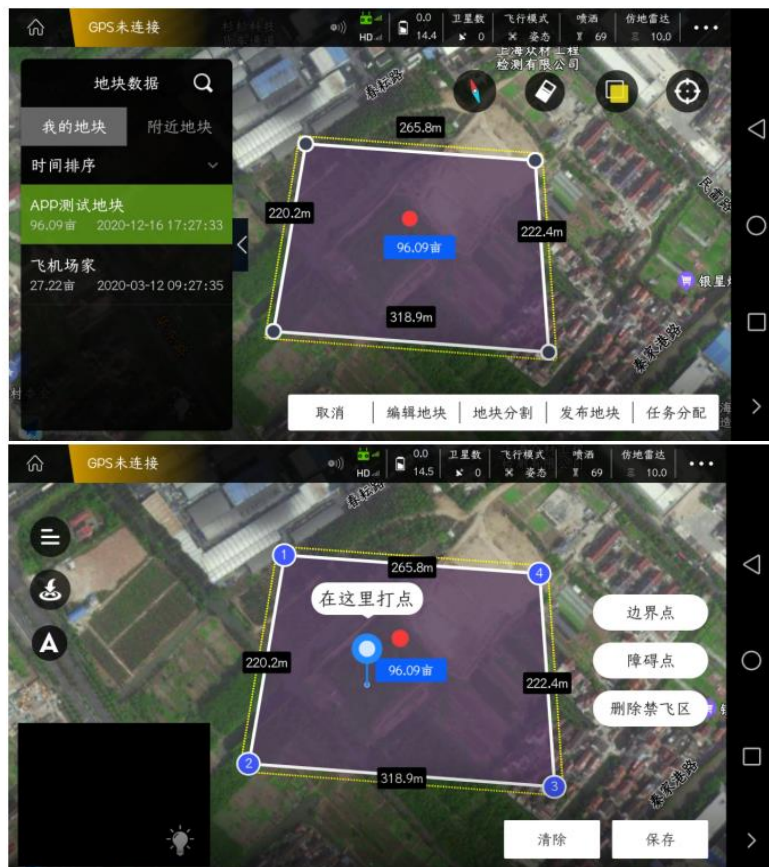 GPS未连接
HD
0.0
14.4
卫星数
0
飞行模式
姿态
喷洒
69
仿地雷达
10.0
上海众材工程
检测有限公司
春耘路
地块数据
我的地块
附近地块
时间排序
APP测试地块
96.09亩 2020-12-16 17:27:33
飞机场家
27.22亩 2020-03-12 09:27:35
265.8m
220.2m
222.4m
96.09亩
318.9m
民雷路
银星
秦家港路
取消
编辑地块
地块分割
发布地块
任务分配
GPS未连接
HD
0.0
14.5
卫星数
0
飞行模式
姿态
喷洒
69
仿地雷达
10.0
春耘路
1
265.8m
4
在这里打点
边界点
障碍点
删除禁飞区
220.2m
96.09亩
222.4m
2
318.9m
3
秦家港路
清除
保存